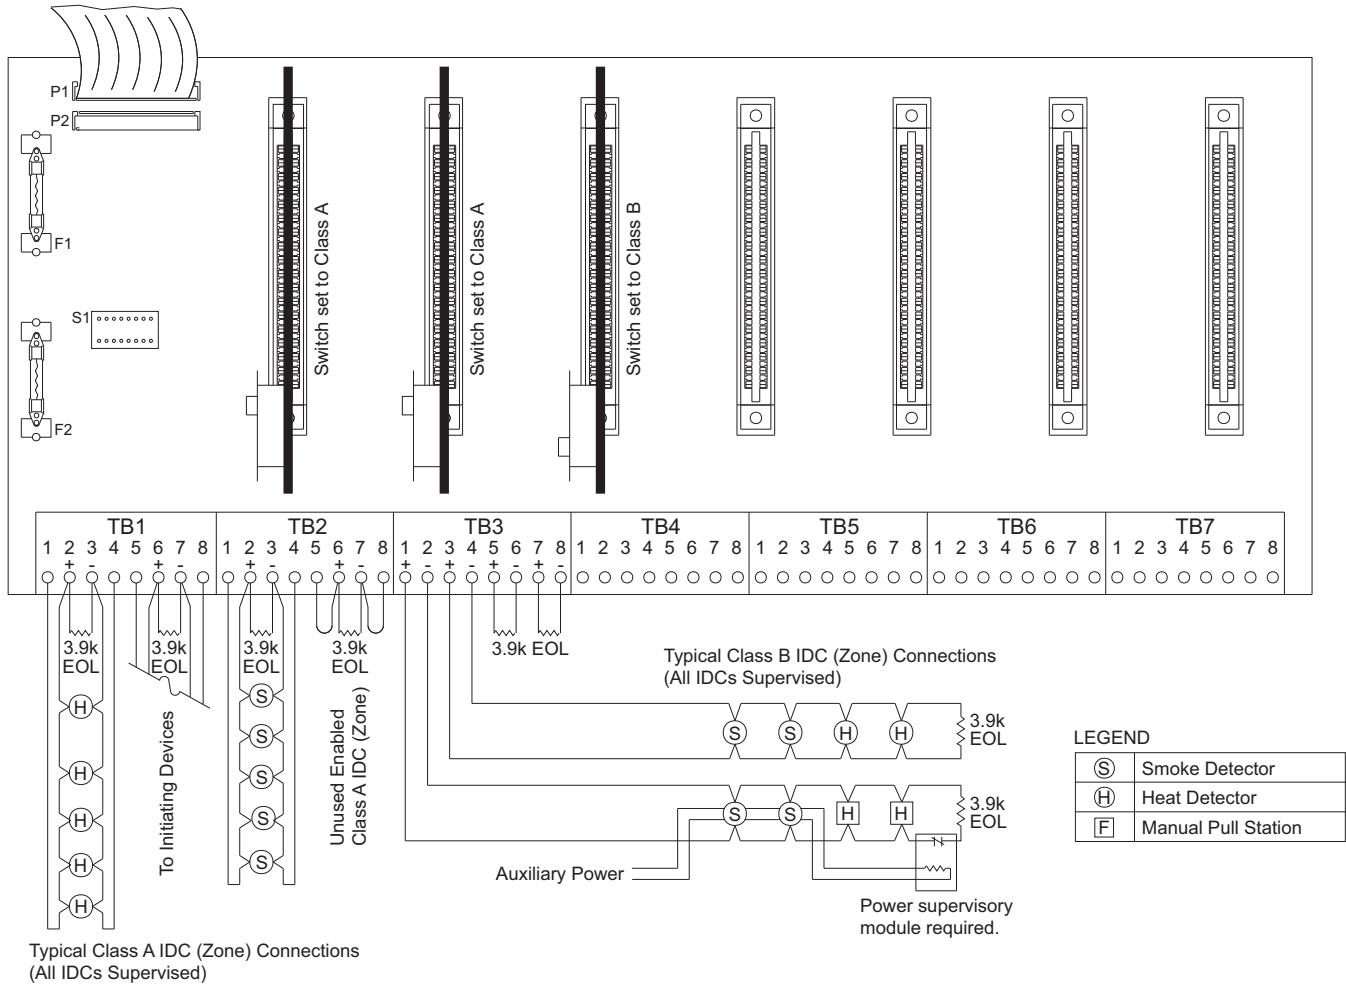 P1
P2
F1
S1
F2
Switch set to Class A
Switch set to Class A
Switch set to Class B
TB1 TB2 TB3 TB4 TB5 TB6 TB7
1 2 3 4 5 6 7 8 1 2 3 4 5 6 7 8 1 2 3 4 5 6 7 8 1 2 3 4 5 6 7 8 1 2 3 4 5 6 7 8 1 2 3 4 5 6 7 8 1 2 3 4 5 6 7 8
+ - + - + - + - + - + - + - + -
3.9k
EOL
3.9k
EOL
3.9k
EOL
3.9k
EOL
3.9k EOL
H
H
H
H
H
To Initiating Devices
S
S
S
S
S
Unused Enabled
Class A IDC (Zone)
Typical Class B IDC (Zone) Connections
(All IDCs Supervised)
S S H H
3.9k
EOL
S S H H
3.9k
EOL
Auxiliary Power
Power supervisory
module required.
LEGEND
S Smoke Detector
H Heat Detector
F Manual Pull Station
Typical Class A IDC (Zone) Connections
(All IDCs Supervised)